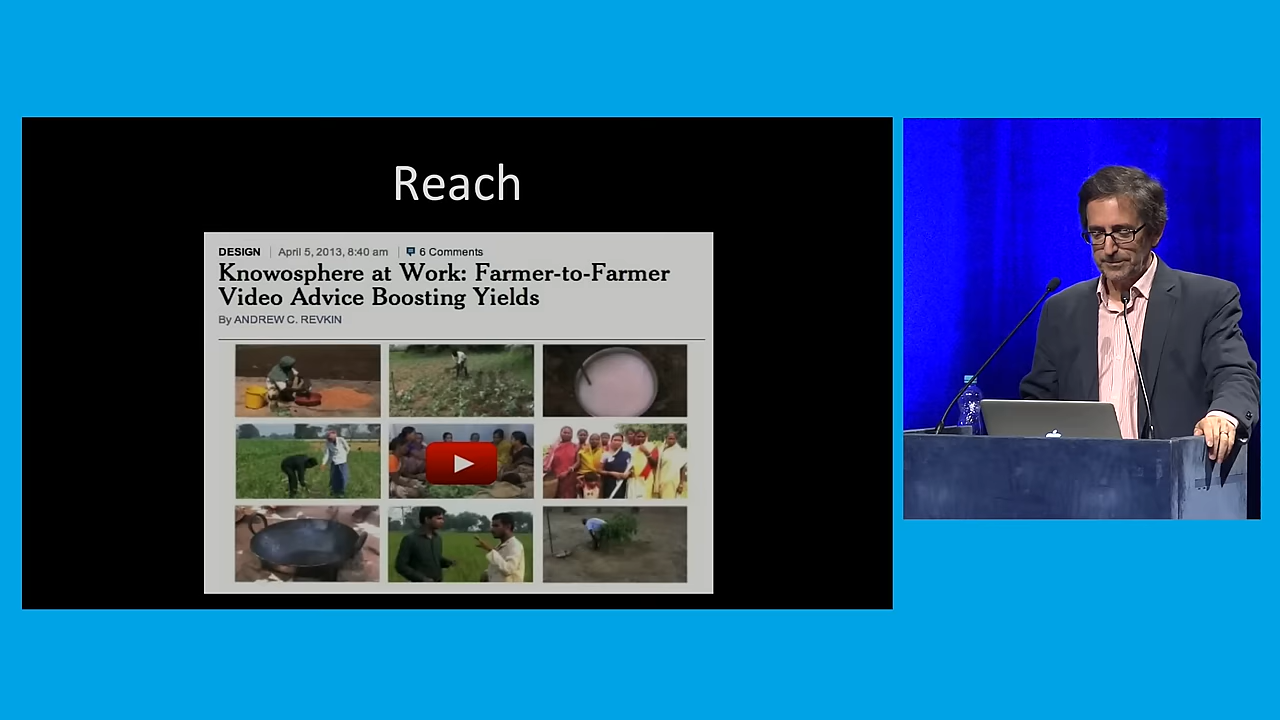 Reach
DESIGN | April 5, 2013, 8:40 am | 6 Comments
Knowosphere at Work: Farmer-to-Farmer
Video Advice Boosting Yields
By ANDREW C. REVKIN